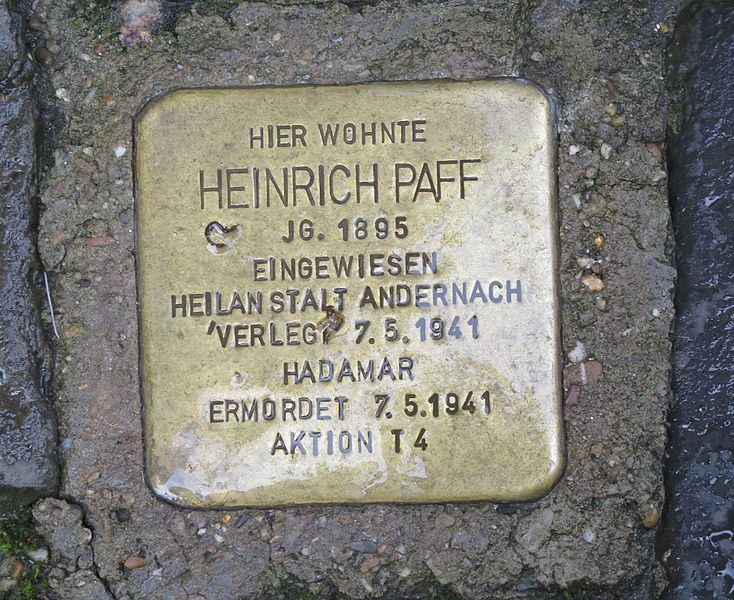 HIER WOHNTE
HEINRICH PAFF
JG. 1895
EINGEWIESEN
HEILANSTALT ANDERNACH
'VERLEGT' 7.5.1941
HADAMAR
ERMORDET 7.5.1941
AKTION T4